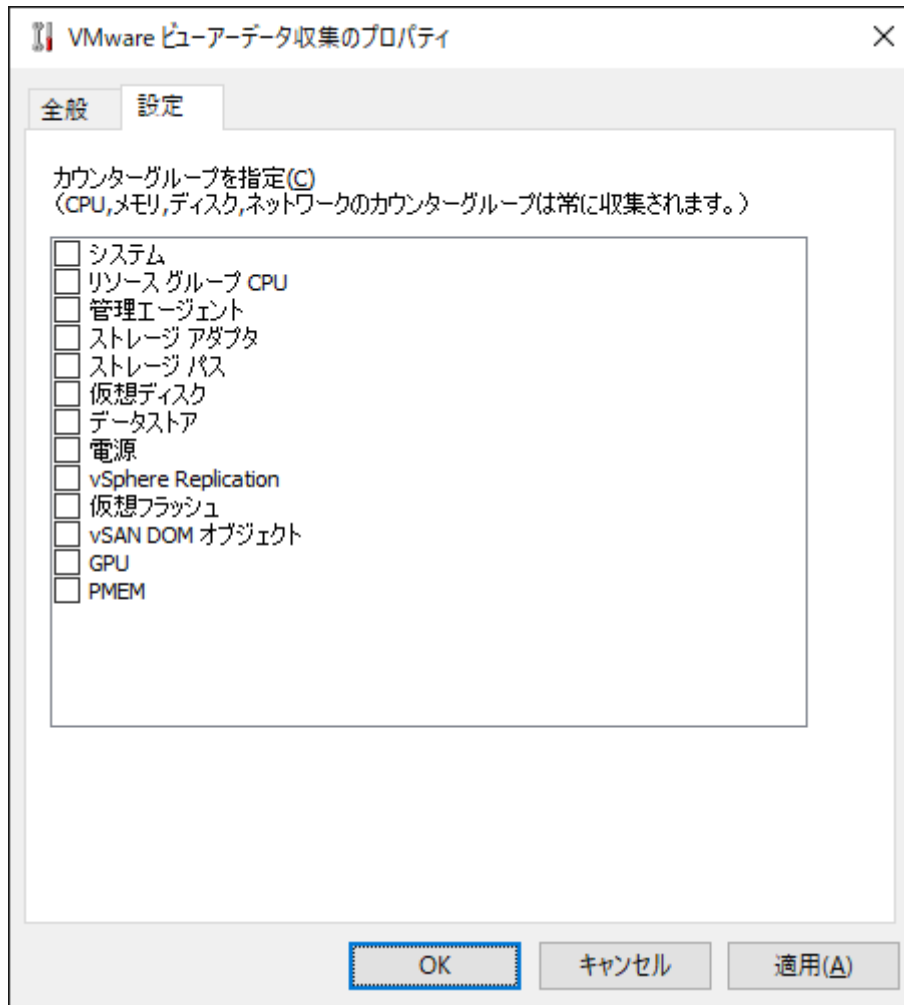 VMware ビューアーデータ収集のプロパティ
全般 設定
カウンターグループを指定(C)
（CPU,メモリ,ディスク,ネットワークのカウンターグループは常に収集されます。）
システム
リソース グループ CPU
管理エージェント
ストレージ アダプタ
ストレージ パス
仮想ディスク
データストア
電源
vSphere Replication
仮想フラッシュ
vSAN DOM オブジェクト
GPU
PMEM
OK キャンセル 適用(A)